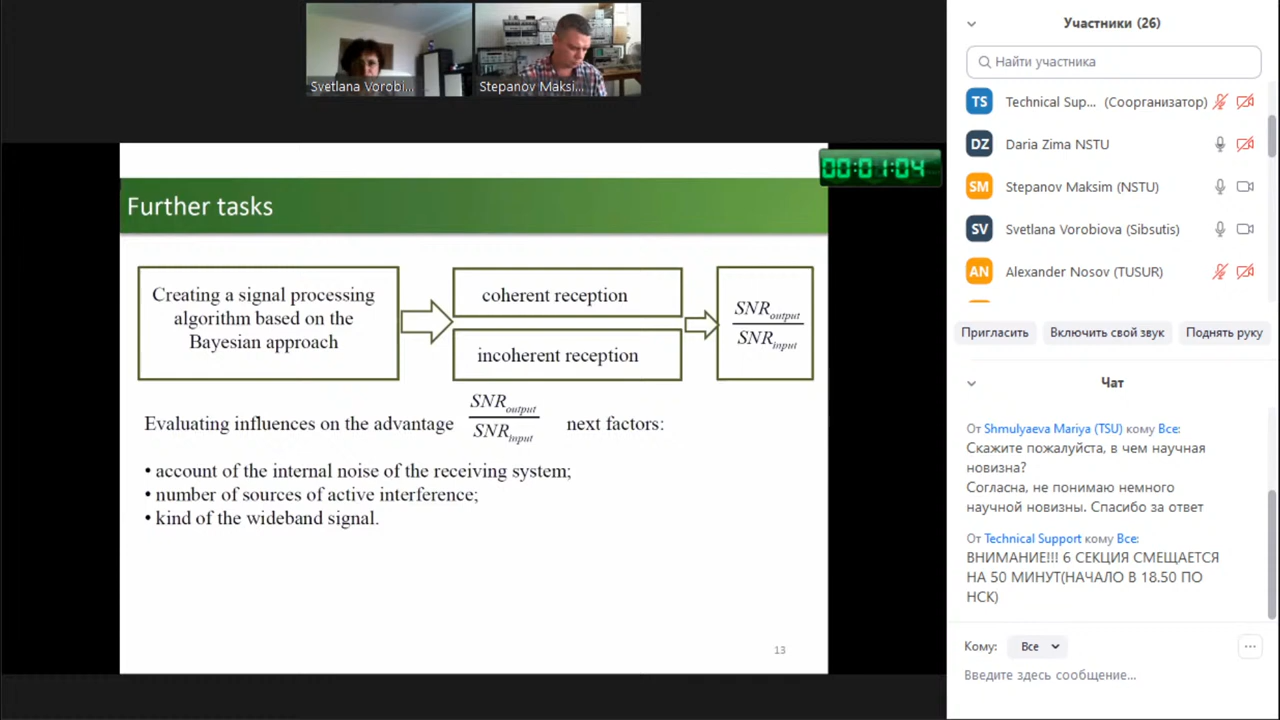 Svetlana Vorobi...
Stepanov Maksi...
00:01:04
Further tasks
Creating a signal processing
algorithm based on the
Bayesian approach
coherent reception
incoherent reception
SNRoutput
SNRinput
Evaluating influences on the advantage
SNRoutput
SNRinput
next factors:
• account of the internal noise of the receiving system;
• number of sources of active interference;
• kind of the wideband signal.
13
Участники (26)
Найти участника
TS Technical Sup... (Соорганизатор)
DZ Daria Zima NSTU
SM Stepanov Maksim (NSTU)
SV Svetlana Vorobiova (Sibsutis)
AN Alexander Nosov (TUSUR)
Пригласить Включить свой звук Поднять руку
Чат
От Shmulyaeva Mariya (TSU) кому Все:
Скажите пожалуйста, в чем научная
новизна?
Согласна, не понимаю немного
научной новизны. Спасибо за ответ
От Technical Support кому Все:
ВНИМАНИЕ!!! 6 СЕКЦИЯ СМЕЩАЕТСЯ
НА 50 МИНУТ(НАЧАЛО В 18.50 ПО
НСК)
Кому: Все
Введите здесь сообщение...